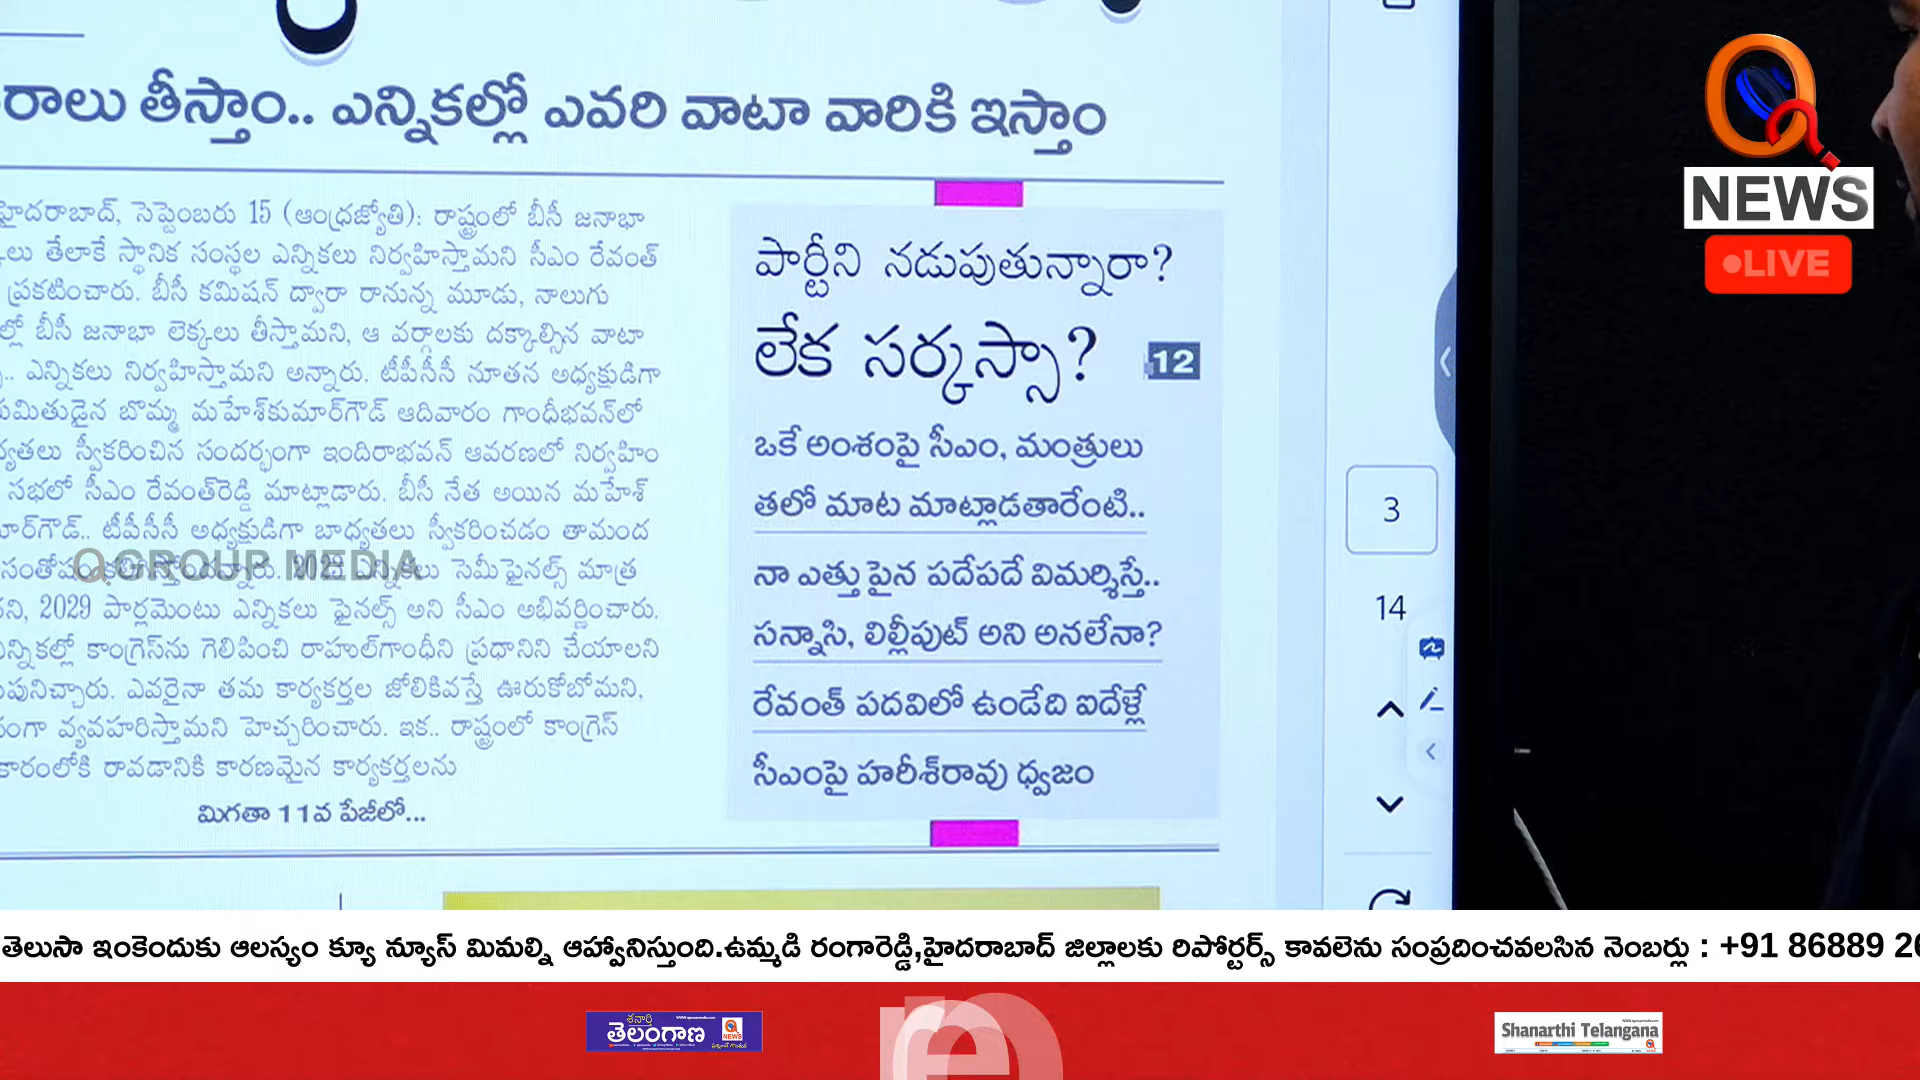 రాలు తీస్తాం.. ఎన్నికల్లో ఎవరి వాటా వారికి ఇస్తాం
హైదరాబాద్, సెప్టెంబరు 15 (ఆంధ్రజ్యోతి): రాష్ట్రంలో బీసీ జనాభా
లు తేలాకే స్థానిక సంస్థల ఎన్నికలు నిర్వహిస్తామని సీఎం రేవంత్
ప్రకటించారు. బీసీ కమిషన్ ద్వారా రానున్న మూడు, నాలుగు
ల్లో బీసీ జనాభా లెక్కలు తీస్తామని, ఆ వర్గాలకు దక్కాల్సిన వాటా
.. ఎన్నికలు నిర్వహిస్తామని అన్నారు. టీపీసీసీ నూతన అధ్యక్షుడిగా
మితుడైన బొమ్మ మహేశ్‌కుమార్‌గౌడ్ ఆదివారం గాంధీభవన్‌లో
ధ్యతలు స్వీకరించిన సందర్భంగా ఇందిరాభవన్ ఆవరణలో నిర్వహిం
సభలో సీఎం రేవంత్‌రెడ్డి మాట్లాడారు. బీసీ నేత అయిన మహేశ్
మార్‌గౌడ్.. టీపీసీసీ అధ్యక్షుడిగా బాధ్యతలు స్వీకరించడం తామంద
సెమీఫైనల్స్ మాత్ర
ని, 2029 పార్లమెంటు ఎన్నికలు ఫైనల్స్ అని సీఎం అభివర్ణించారు.
ఎన్నికల్లో కాంగ్రెస్‌ను గెలిపించి రాహుల్‌గాంధీని ప్రధానిని చేయాలని
పునిచ్చారు. ఎవరైనా తమ కార్యకర్తల జోలికివస్తే ఊరుకోబోమని,
నంగా వ్యవహరిస్తామని హెచ్చరించారు. ఇక.. రాష్ట్రంలో కాంగ్రెస్
కారంలోకి రావడానికి కారణమైన కార్యకర్తలను
మిగతా 11వ పేజీలో...
GROUP MEDIA
పార్టీని నడుపుతున్నారా?
లేక సర్కస్సా? 12
ఒకే అంశంపై సీఎం, మంత్రులు
తలో మాట మాట్లాడతారేంటి..
నా ఎత్తు పైన పదేపదే విమర్శిస్తే..
సన్నాసి, లిల్లీపుట్ అని అనలేనా?
రేవంత్ పదవిలో ఉండేది ఐదేళ్లే
సీఎంపై హరీశ్‌రావు ధ్వజం
3
14
NEWS
LIVE
తెలుసా ఇంకెందుకు ఆలస్యం క్యూ న్యూస్ మిమల్ని ఆహ్వానిస్తుంది.ఉమ్మడి రంగారెడ్డి,హైదరాబాద్ జిల్లాలకు రిపోర్టర్స్ కావలెను సంప్రదించవలసిన నెంబర్లు : +91 86889 26
శనార్తి
తెలంగాణ
NEWS
Shanarthi Telangana